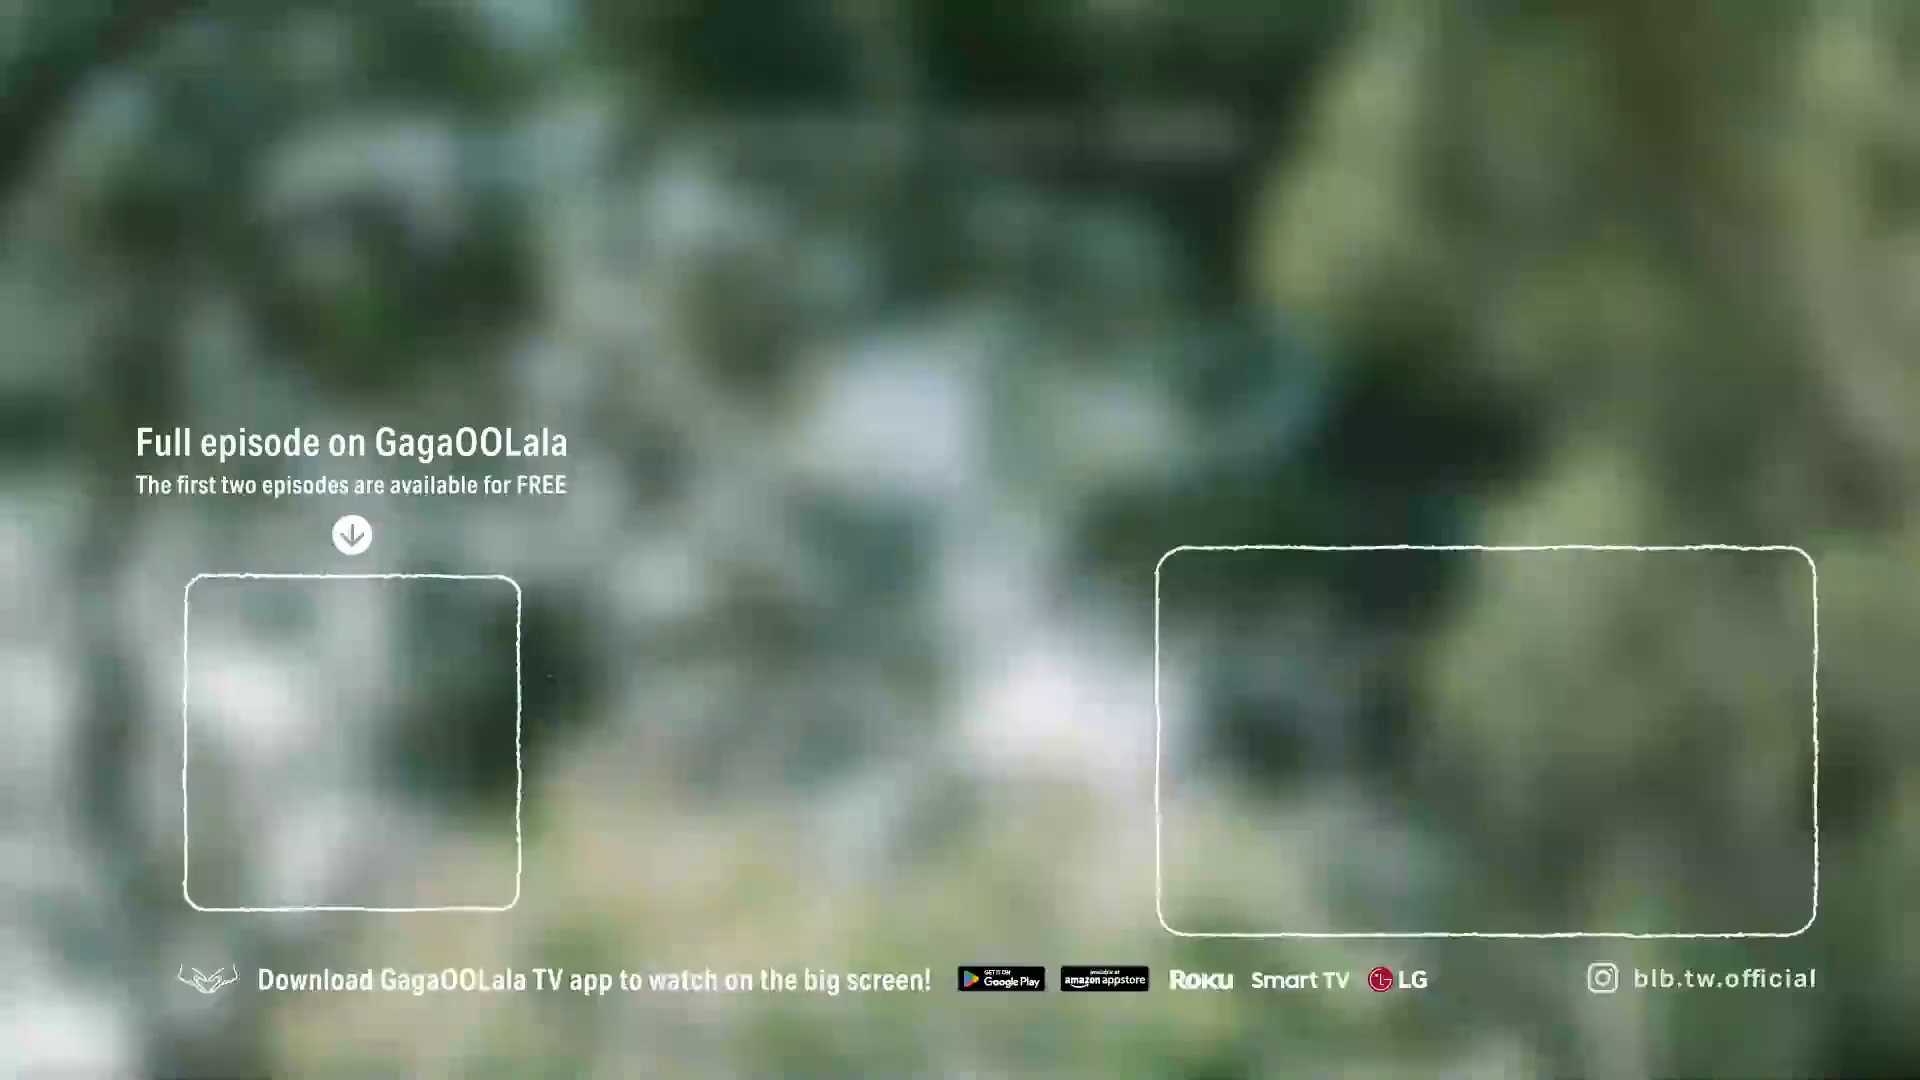 Full episode on GagaOOLala
The first two episodes are available for FREE
Download GagaOOLala TV app to watch on the big screen!
GET IT ON
Google Play
available at
amazon appstore
Roku
Smart TV
LG
blb.tw.official